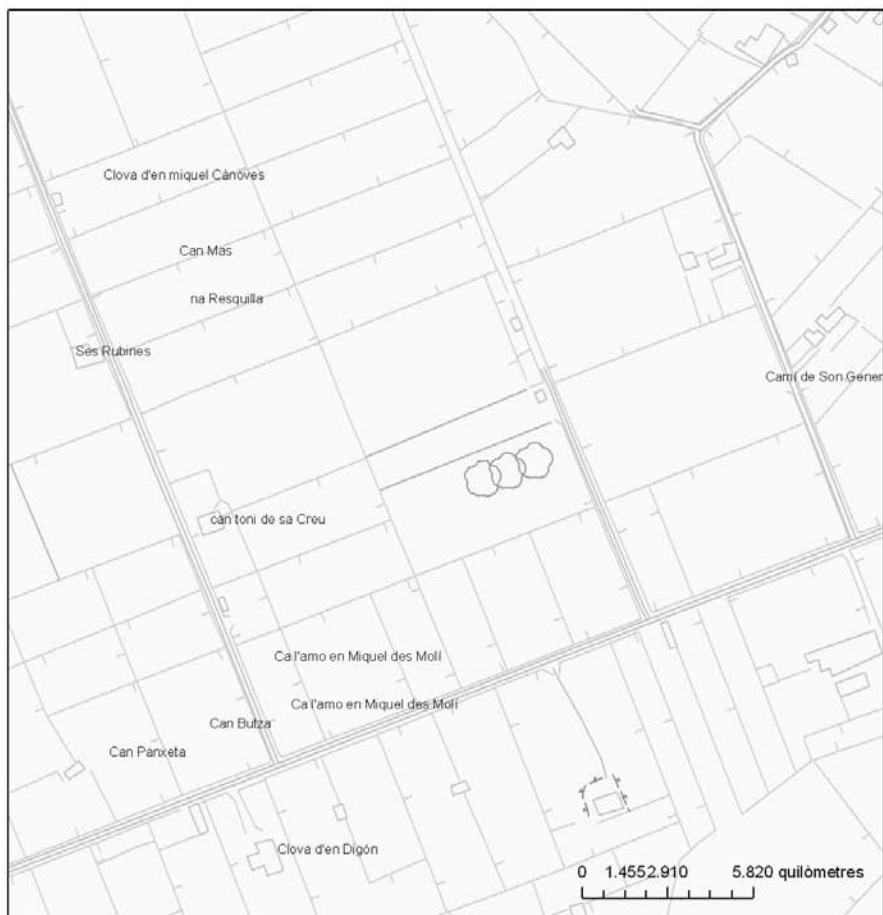 Clova d'en miquel Cànoves
Can Mas
na Resquilla
Ses Rubines
Camí de Son Gener
can toni de sa Creu
Ca l'amo en Miquel des Molí
Ca l'amo en Miquel des Molí
Can Butza
Can Panxeta
Clova d'en Digón
0 1.4552.910 5.820 quilòmetres